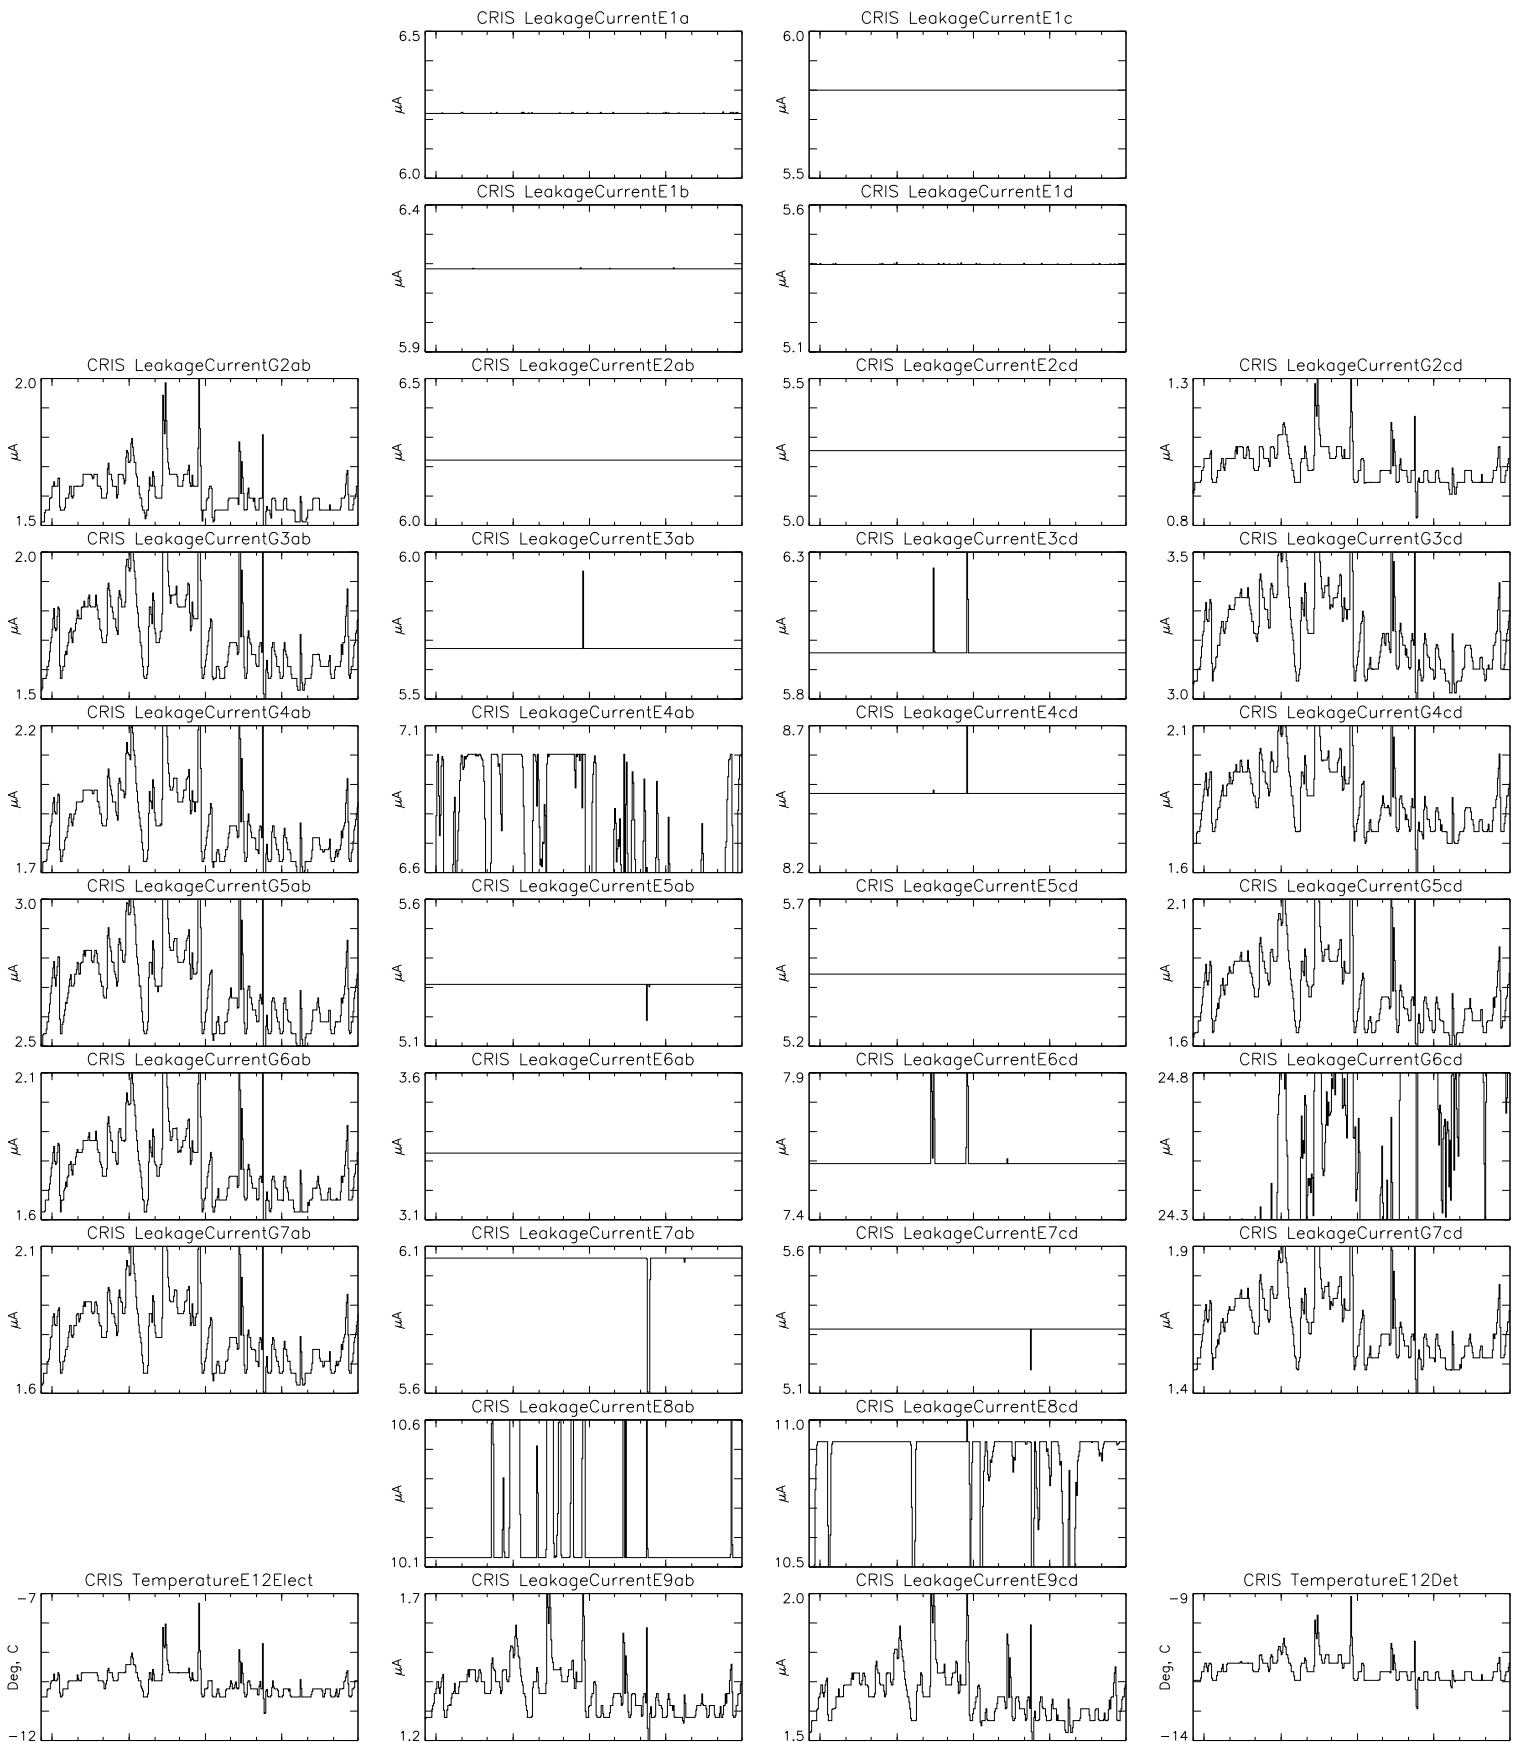 CRIS LeakageCurrentE1a CRIS LeakageCurrentE1c
6.5 6.0
μA μA
6.0 5.5
CRIS LeakageCurrentE1b CRIS LeakageCurrentE1d
6.4 5.6
μA μA
5.9 5.1
CRIS LeakageCurrentG2ab CRIS LeakageCurrentE2ab CRIS LeakageCurrentE2cd CRIS LeakageCurrentG2cd
2.0 6.5 5.5 1.3
μA μA μA μA
1.5 6.0 5.0 0.8
CRIS LeakageCurrentG3ab CRIS LeakageCurrentE3ab CRIS LeakageCurrentE3cd CRIS LeakageCurrentG3cd
2.0 6.0 6.3 3.5
μA μA μA μA
1.5 5.5 5.8 3.0
CRIS LeakageCurrentG4ab CRIS LeakageCurrentE4ab CRIS LeakageCurrentE4cd CRIS LeakageCurrentG4cd
2.2 7.1 8.7 2.1
μA μA μA μA
1.7 6.6 8.2 1.6
CRIS LeakageCurrentG5ab CRIS LeakageCurrentE5ab CRIS LeakageCurrentE5cd CRIS LeakageCurrentG5cd
3.0 5.6 5.7 2.1
μA μA μA μA
2.5 5.1 5.2 1.6
CRIS LeakageCurrentG6ab CRIS LeakageCurrentE6ab CRIS LeakageCurrentE6cd CRIS LeakageCurrentG6cd
2.1 3.6 7.9 24.8
μA μA μA μA
1.6 3.1 7.4 24.3
CRIS LeakageCurrentG7ab CRIS LeakageCurrentE7ab CRIS LeakageCurrentE7cd CRIS LeakageCurrentG7cd
2.1 6.1 5.6 1.9
μA μA μA μA
1.6 5.6 5.1 1.4
CRIS LeakageCurrentE8ab CRIS LeakageCurrentE8cd
10.6 11.0
μA μA
10.1 10.5
CRIS TemperatureE12Elect CRIS LeakageCurrentE9ab CRIS LeakageCurrentE9cd CRIS TemperatureE12Det
-7 1.7 2.0 -9
Deg, C μA μA Deg, C
-12 1.2 1.5 -14